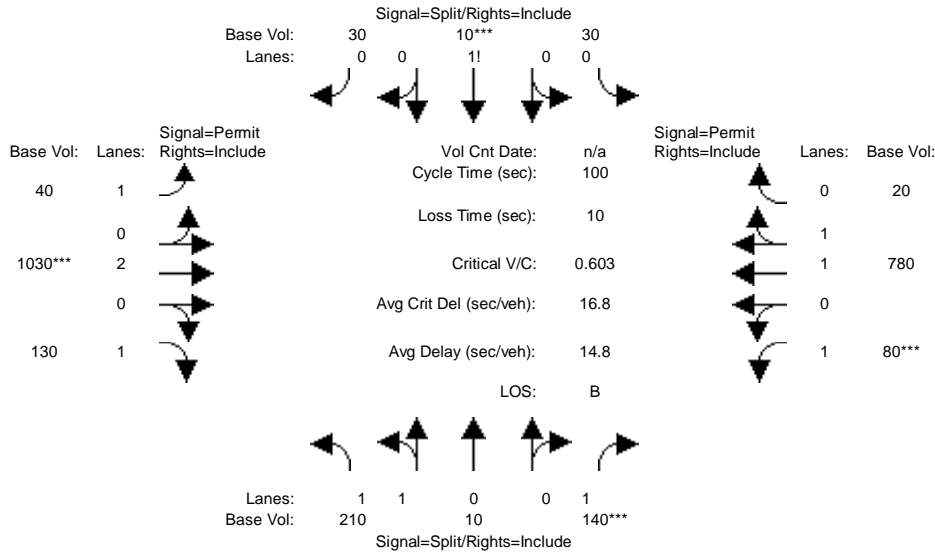 Signal=Split/Rights=Include
Base Vol: 30 10*** 30
Lanes: 0 0 1! 0 0
Signal=Permit Signal=Permit
Base Vol: Lanes: Rights=Include Vol Cnt Date: n/a Rights=Include Lanes: Base Vol:
Cycle Time (sec): 100
40 1 0 20
Loss Time (sec): 10
0 1
1030*** 2 Critical V/C: 0.603 1 780
0 Avg Crit Del (sec/veh): 16.8 0
130 1 Avg Delay (sec/veh): 14.8 1 80***
LOS: B
Lanes: 1 1 0 0 1
Base Vol: 210 10 140***
Signal=Split/Rights=Include